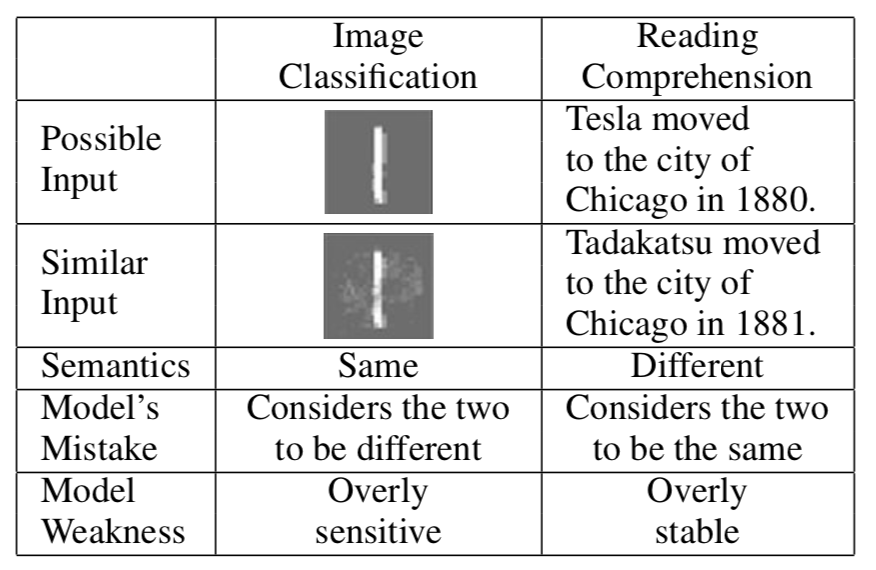 Image
Classification
Reading
Comprehension
Possible
Input
Tesla moved
to the city of
Chicago in 1880.
Similar
Input
Tadakatsu moved
to the city of
Chicago in 1881.
Semantics
Same
Different
Model's
Mistake
Considers the two
to be different
Considers the two
to be the same
Model
Weakness
Overly
sensitive
Overly
stable